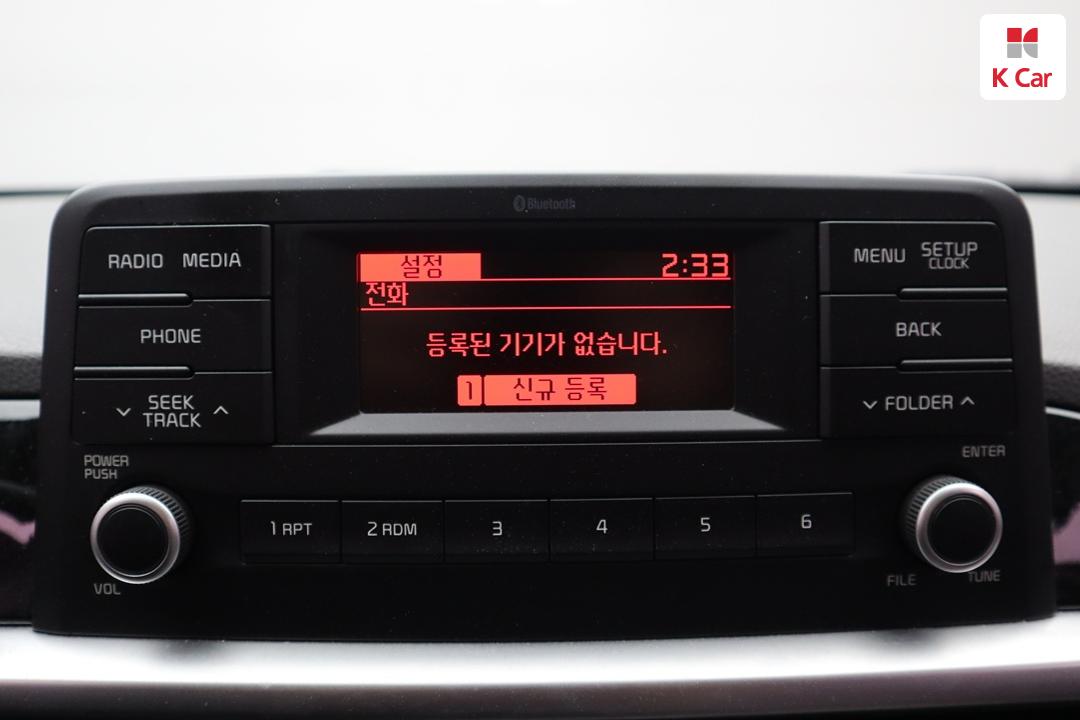 K Car
Bluetooth
RADIO MEDIA
설정 2:33
MENU SETUP
CLOCK
전화
PHONE
등록된 기기가 없습니다.
BACK
1 신규 등록
SEEK
TRACK
FOLDER
POWER
PUSH
ENTER
1 RPT 2 RDM 3 4 5 6
VOL
FILE TUNE